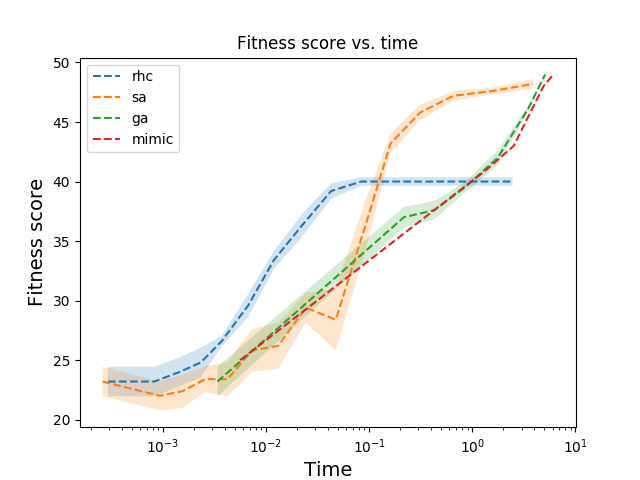 Fitness score vs. time
50
45
40
35
30
25
20
Fitness score
rhc
sa
ga
mimic
10⁻³
10⁻²
10⁻¹
10⁰
10¹
Time